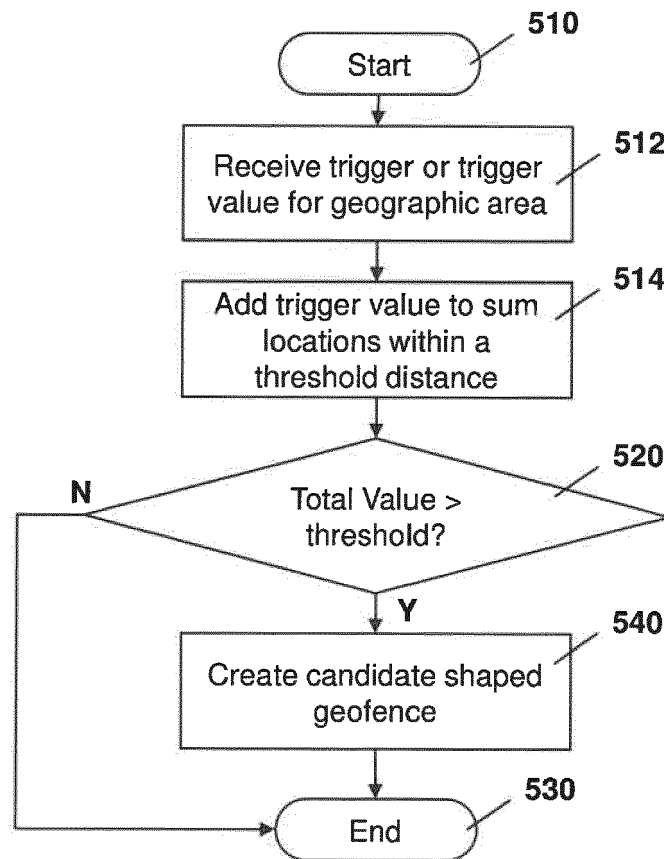 510
Start
512
Receive trigger or trigger
value for geographic area
514
Add trigger value to sum
locations within a
threshold distance
520
N
Total Value >
threshold?
Y
540
Create candidate shaped
geofence
530
End